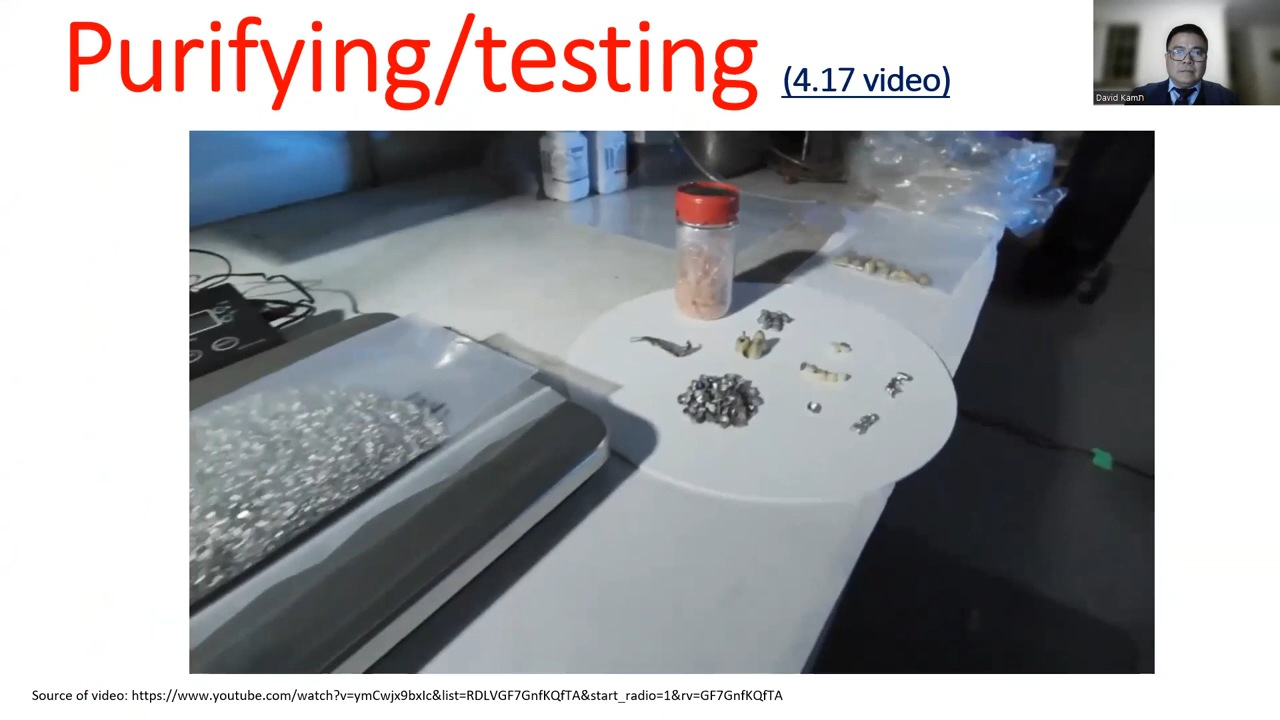 Purifying/testing (4.17 video)
David Kamπ
Source of video: https://www.youtube.com/watch?v=ymCwjx9bxIc&list=RDLVGF7GnfKQfTA&start_radio=1&rv=GF7GnfKQfTA